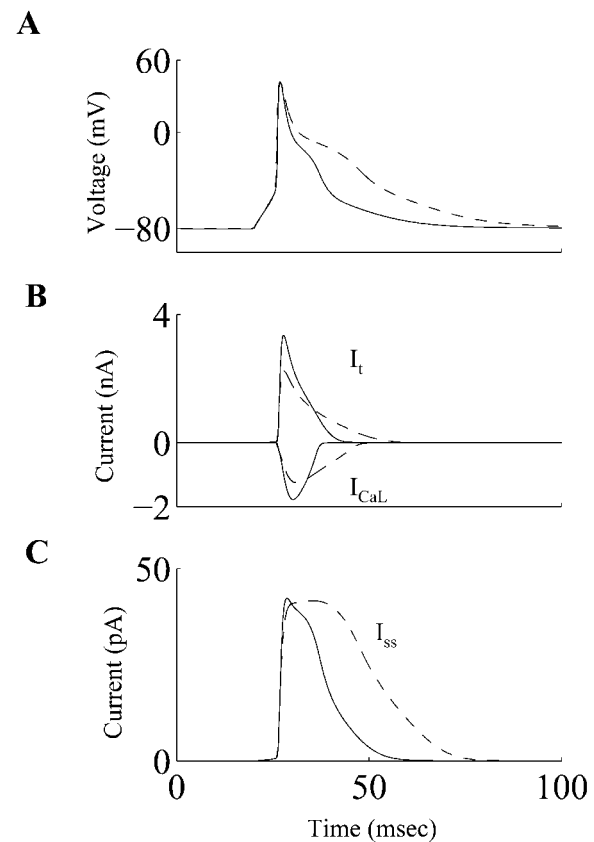 A
60
0
−80
Voltage (mV)
B
4
0
−2
Current (nA)
I_t
I_CaL
C
50
0
Current (pA)
I_ss
0
50
100
Time (msec)